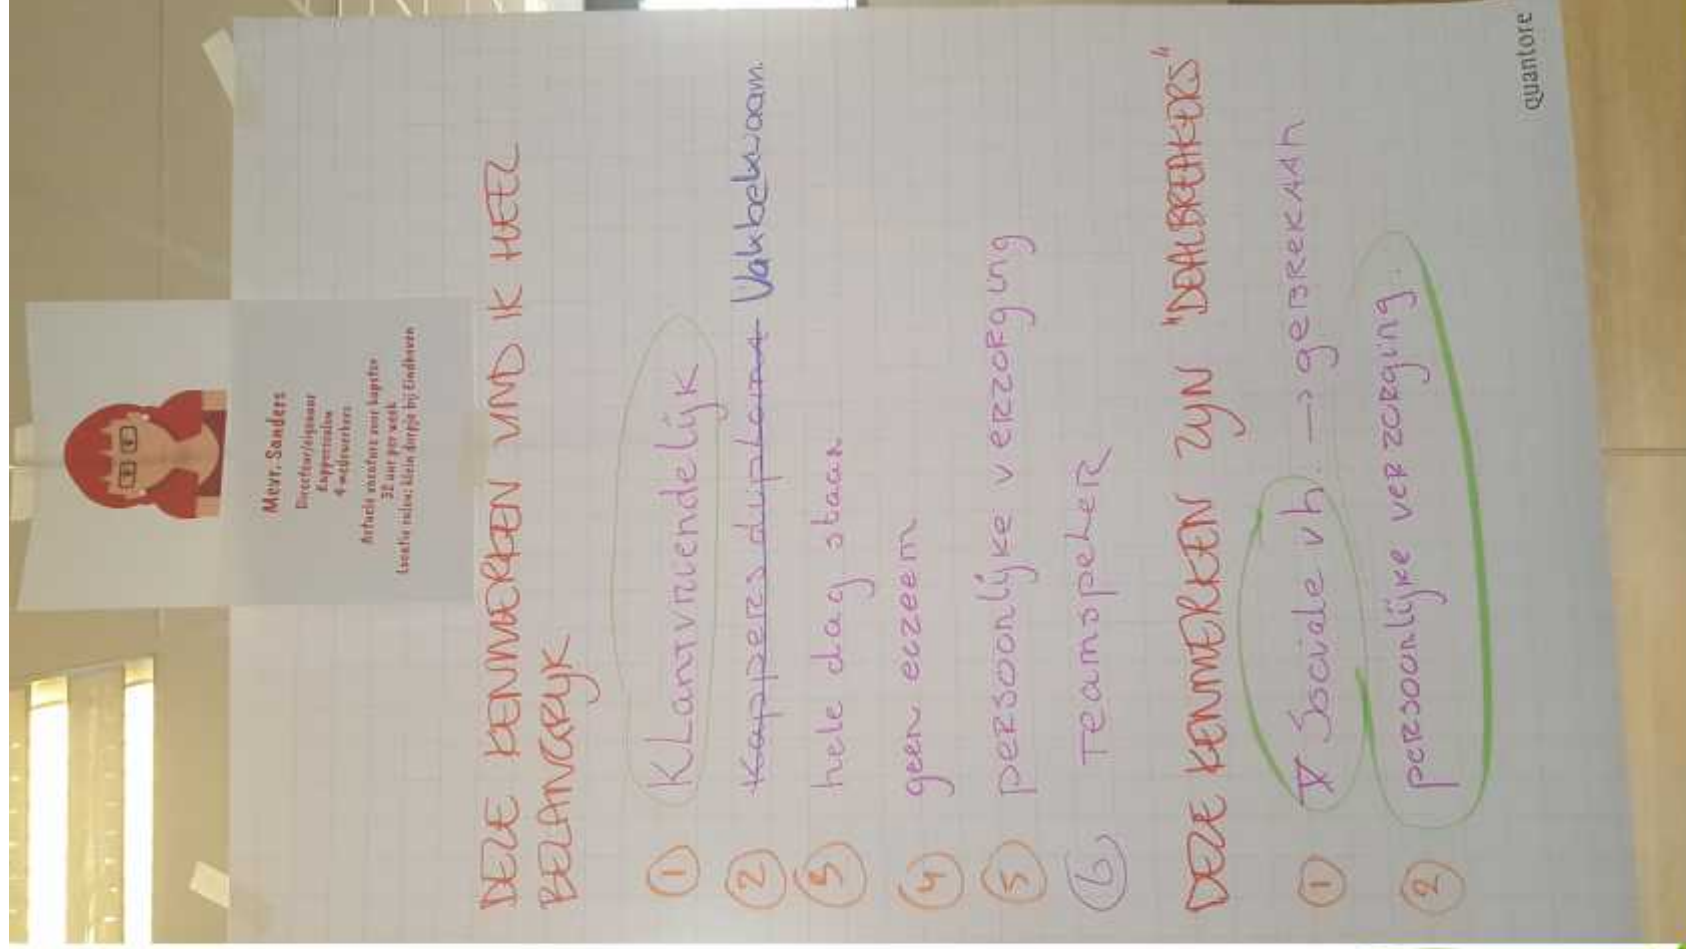 Mevr. Sanders
Directeur/eigenaar
Kapperssalon
4 medewerkers
Actuele vacature voor kapster
32 uur per week
Locatie salon: klein dorpje bij Eindhoven
DEZE KENMERKEN VIND IK HEEL
BELANGRIJK
1 Klantvriendelijk
2 Kappersdiploma Vakbekwaam
3 hele dag staan
4 geen eczeem
5 persoonlijke verzorging
6 Teamspeler
DEZE KENMERKEN ZIJN "DEALBREAKERS"
1 Sociale vh. → geBREKAAN
2 persoonlijke verzorging
quantore